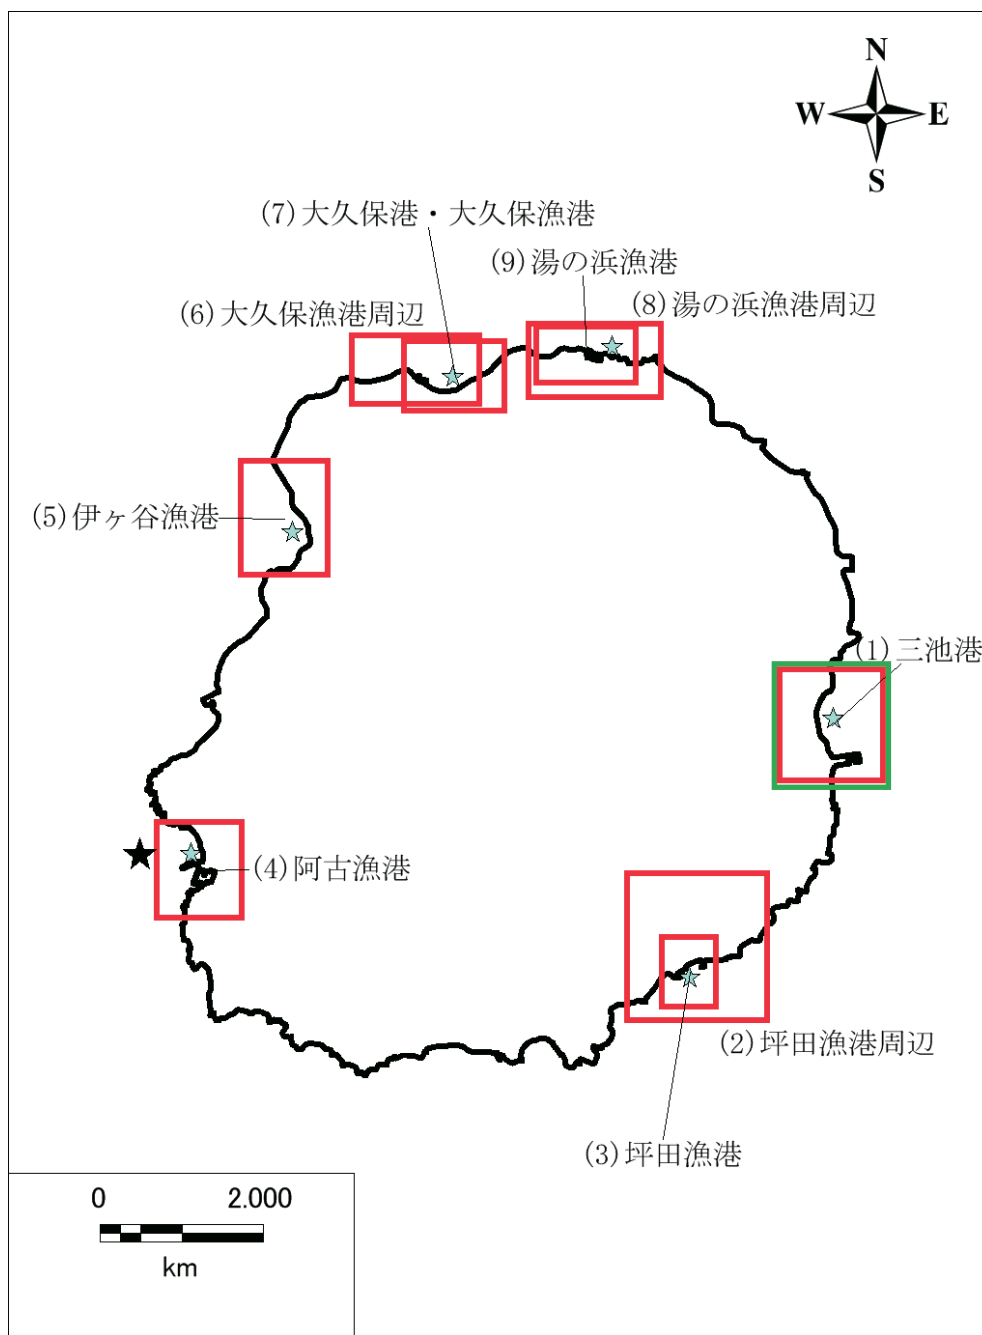 N
W E
S
(7)大久保港・大久保漁港
(9)湯の浜漁港
(8)湯の浜漁港周辺
(6)大久保漁港周辺
(5)伊ヶ谷漁港
(1)三池港
(4)阿古漁港
(2)坪田漁港周辺
(3)坪田漁港
0 2.000
km